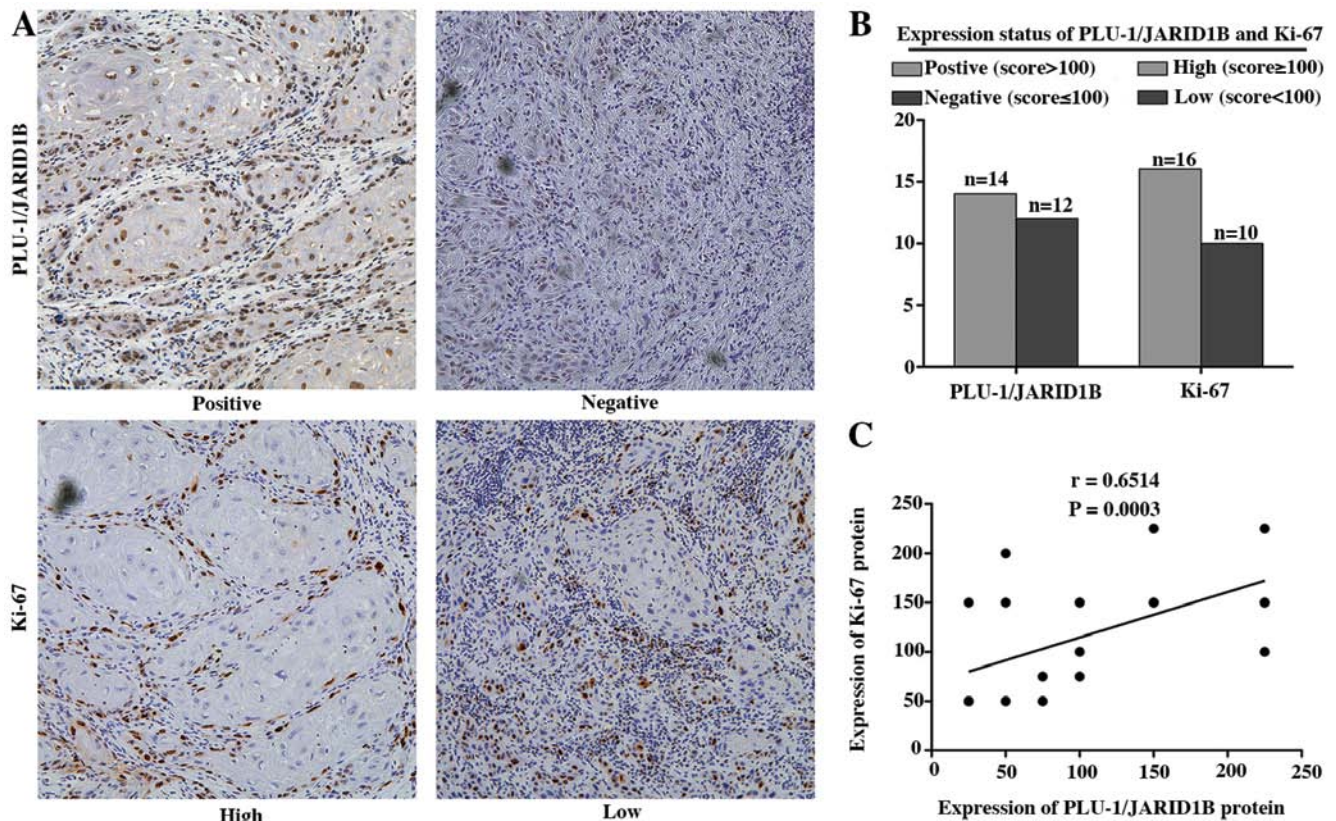 A
PLU-1/JARID1B
Positive
Negative
Ki-67
High
Low
B
Expression status of PLU-1/JARID1B and Ki-67
Postive (score>100)
High (score≥100)
Negative (score≤100)
Low (score<100)
20
15
10
5
0
n=14
n=12
n=16
n=10
PLU-1/JARID1B
Ki-67
C
r = 0.6514
P = 0.0003
Expression of Ki-67 protein
250
200
150
100
50
0
0 50 100 150 200 250
Expression of PLU-1/JARID1B protein